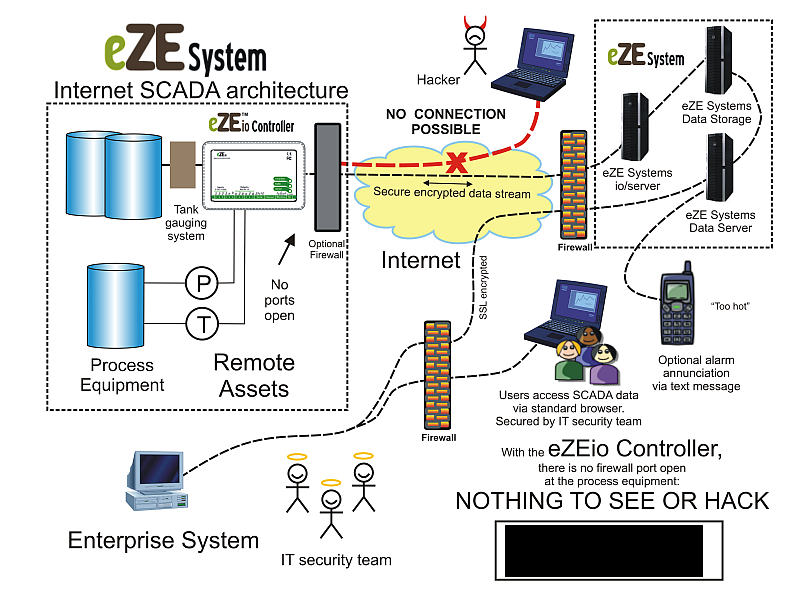 eZE System
Internet SCADA architecture
eZE™io Controller
Tank
gauging
system
Optional
Firewall
No
ports
open
P
T
Process
Equipment
Remote
Assets
Hacker
NO CONNECTION
POSSIBLE
Secure encrypted data stream
Internet
SSL encrypted
Firewall
eZE System
eZE Systems
Data Storage
eZE Systems
io/server
eZE Systems
Data Server
"Too hot"
Optional alarm
annunciation
via text message
Users access SCADA data
via standard browser.
Secured by IT security team
Firewall
Enterprise System
IT security team
With the eZEio Controller,
there is no firewall port open
at the process equipment:
NOTHING TO SEE OR HACK